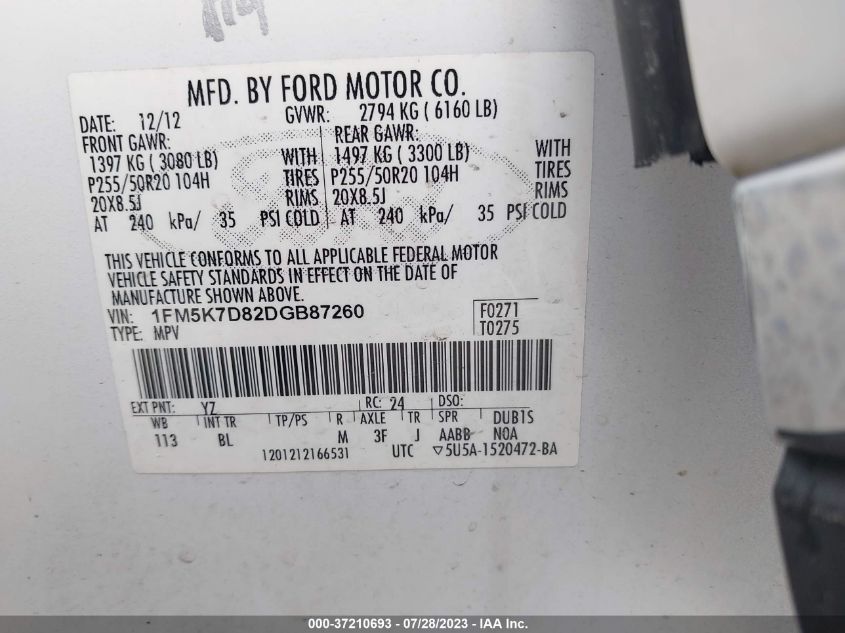 MFD. BY FORD MOTOR CO.
DATE: 12/12 GVWR: 2794 KG ( 6160 LB)
FRONT GAWR: REAR GAWR:
1397 KG ( 3080 LB) WITH 1497 KG ( 3300 LB) WITH
P255/50R20 104H TIRES P255/50R20 104H TIRES
20X8.5J RIMS 20X8.5J RIMS
AT 240 kPa/ 35 PSI COLD AT 240 kPa/ 35 PSI COLD
THIS VEHICLE CONFORMS TO ALL APPLICABLE FEDERAL MOTOR
VEHICLE SAFETY STANDARDS IN EFFECT ON THE DATE OF
MANUFACTURE SHOWN ABOVE.
VIN: 1FM5K7D82DGB87260 F0271
TYPE: MPV T0275
EXT PNT: YZ RC: 24 DSO:
WB INT TR TP/PS R AXLE TR SPR DUB1S
113 BL M 3F J AABB NOA
1201212166531 UTC ▽5U5A-1520472-BA
000-37210693 - 07/28/2023 - IAA Inc.